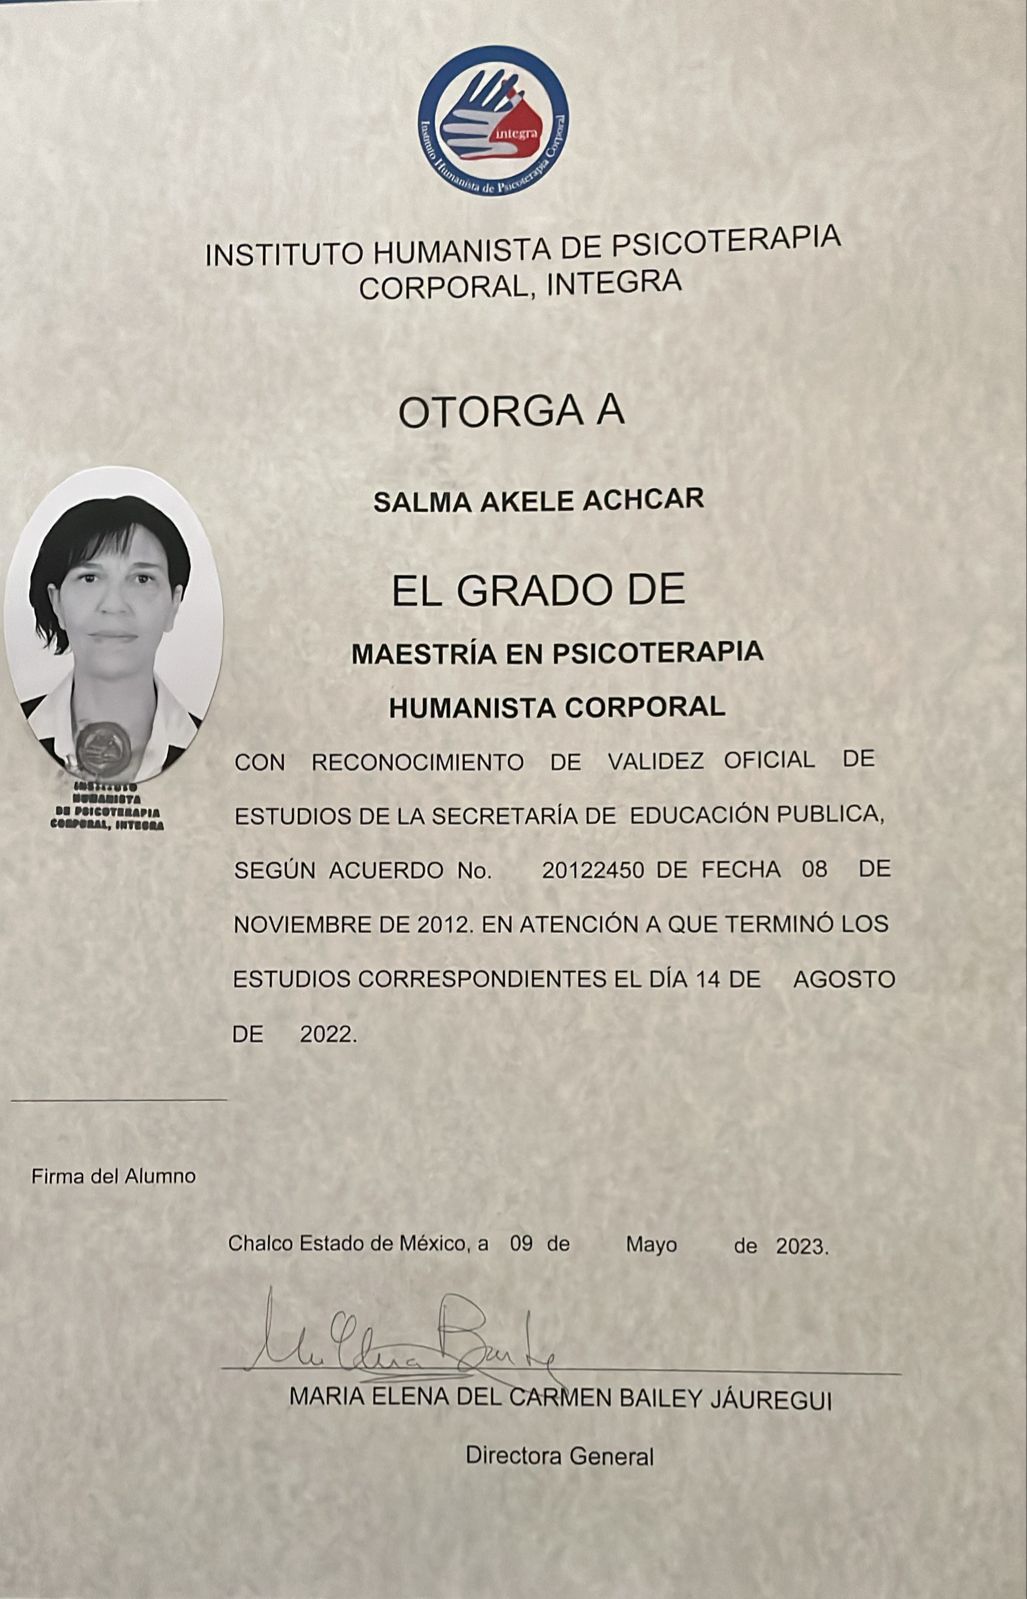 integra
Instituto Humanista de Psicoterapia Corporal
INSTITUTO HUMANISTA DE PSICOTERAPIA
CORPORAL, INTEGRA
OTORGA A
SALMA AKELE ACHCAR
EL GRADO DE
MAESTRÍA EN PSICOTERAPIA
HUMANISTA CORPORAL
INSTITUTO
HUMANISTA
DE PSICOTERAPIA
CORPORAL, INTEGRA
CON RECONOCIMIENTO DE VALIDEZ OFICIAL DE
ESTUDIOS DE LA SECRETARÍA DE EDUCACIÓN PUBLICA,
SEGÚN ACUERDO No. 20122450 DE FECHA 08 DE
NOVIEMBRE DE 2012. EN ATENCIÓN A QUE TERMINÓ LOS
ESTUDIOS CORRESPONDIENTES EL DÍA 14 DE AGOSTO
DE 2022.
Firma del Alumno
Chalco Estado de México, a 09 de Mayo de 2023.
MARIA ELENA DEL CARMEN BAILEY JÁUREGUI
Directora General